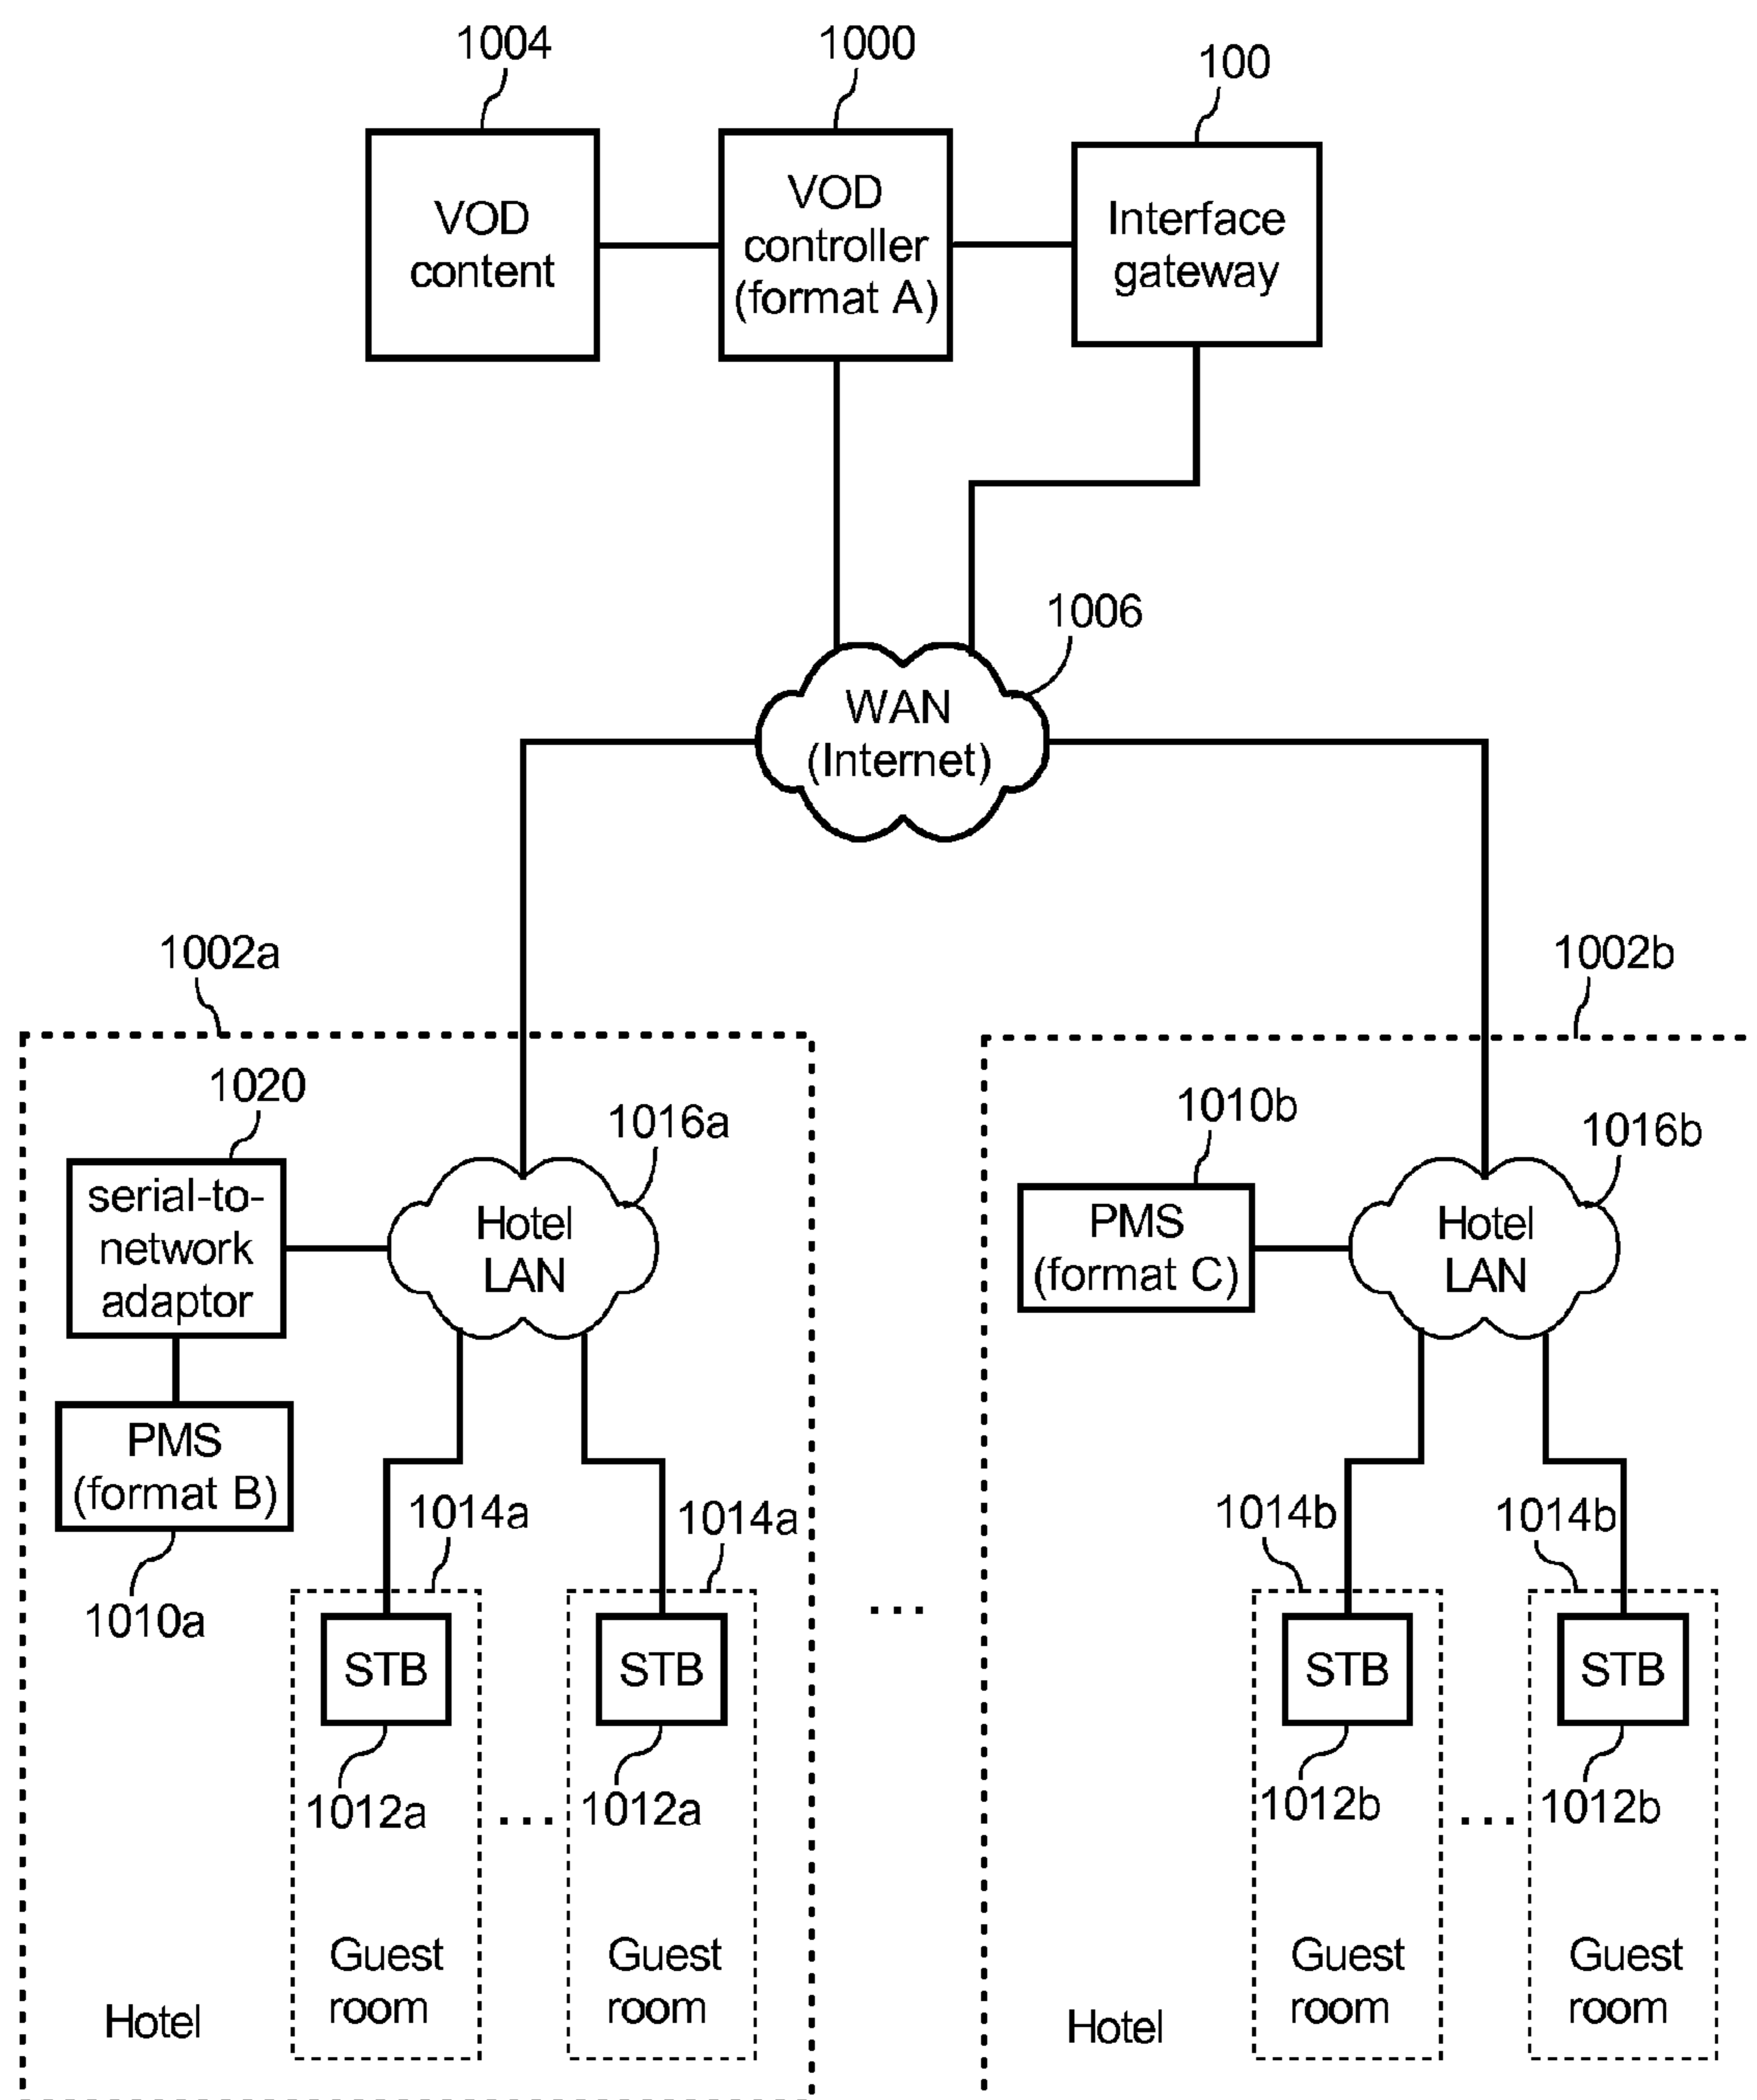 1004
1000
100
VOD
content
VOD
controller
(format A)
Interface
gateway
1006
WAN
(Internet)
1002a
1002b
1020
1016a
1010b
1016b
serial-to-
network
adaptor
Hotel
LAN
PMS
(format C)
Hotel
LAN
PMS
(format B)
1010a
1014a
1014a
1014b
1014b
...
STB
STB
STB
STB
1012a
...
1012a
1012b
...
1012b
Guest
room
Guest
room
Guest
room
Guest
room
Hotel
Hotel